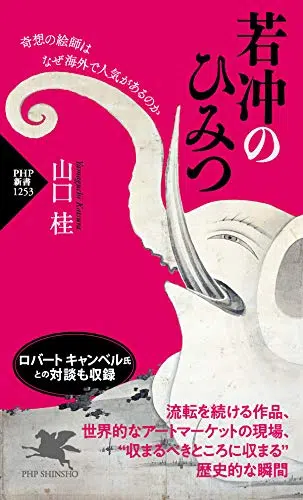 若冲の
ひみつ
奇想の絵師は
なぜ海外で人気があるのか
山口 桂
Yamaguchi Katsura
PHP
新書
1253
ロバート キャンベル氏
との対談も収録
流転を続ける作品、
世界的なアートマーケットの現場、
“収まるべきところに収まる”
歴史的な瞬間
PHP SHINSHO